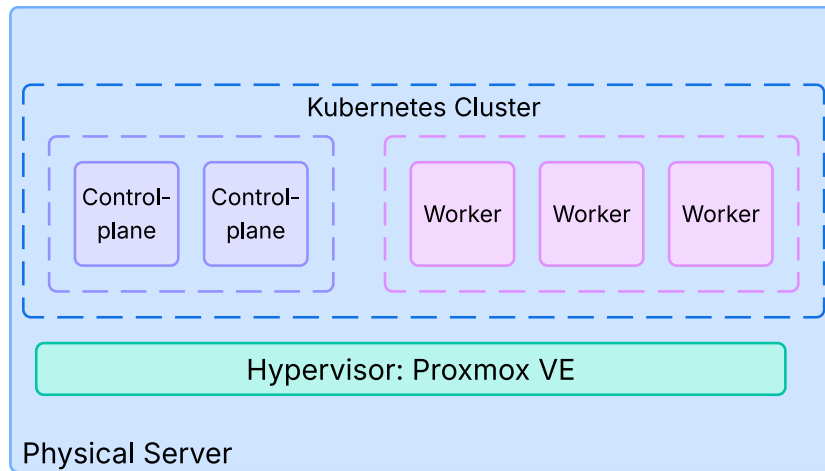 Kubernetes Cluster
Control-
plane
Control-
plane
Worker
Worker
Worker
Hypervisor: Proxmox VE
Physical Server